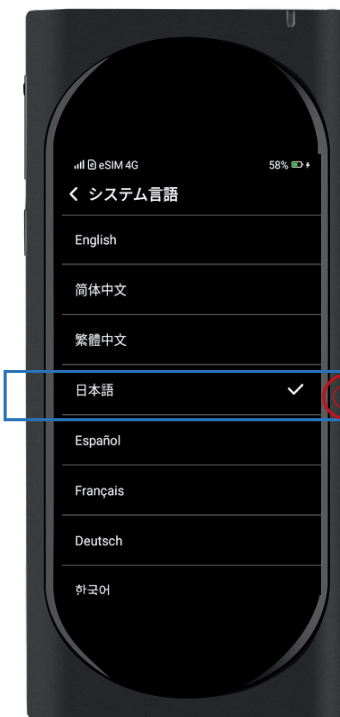 eSIM 4G 58%
システム言語
English
简体中文
繁體中文
日本語
Español
Français
Deutsch
한국어